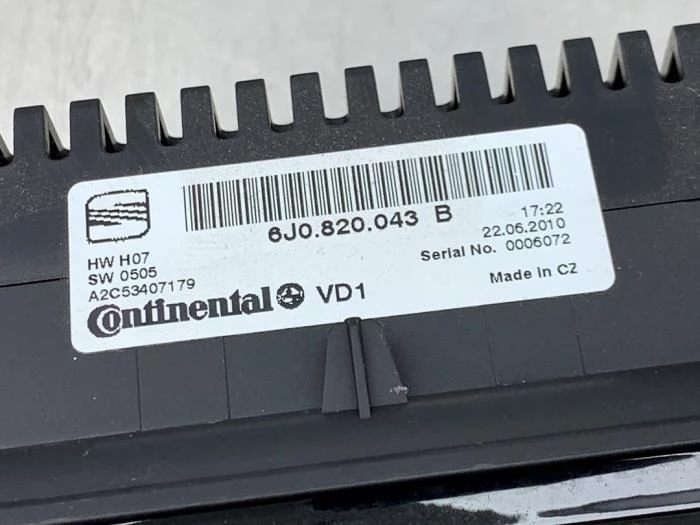 6J0.820.043 B
17:22
22.06.2010
Serial No. 0006072
HW H07
SW 0505
A2C53407179
Continental VD1
Made in CZ